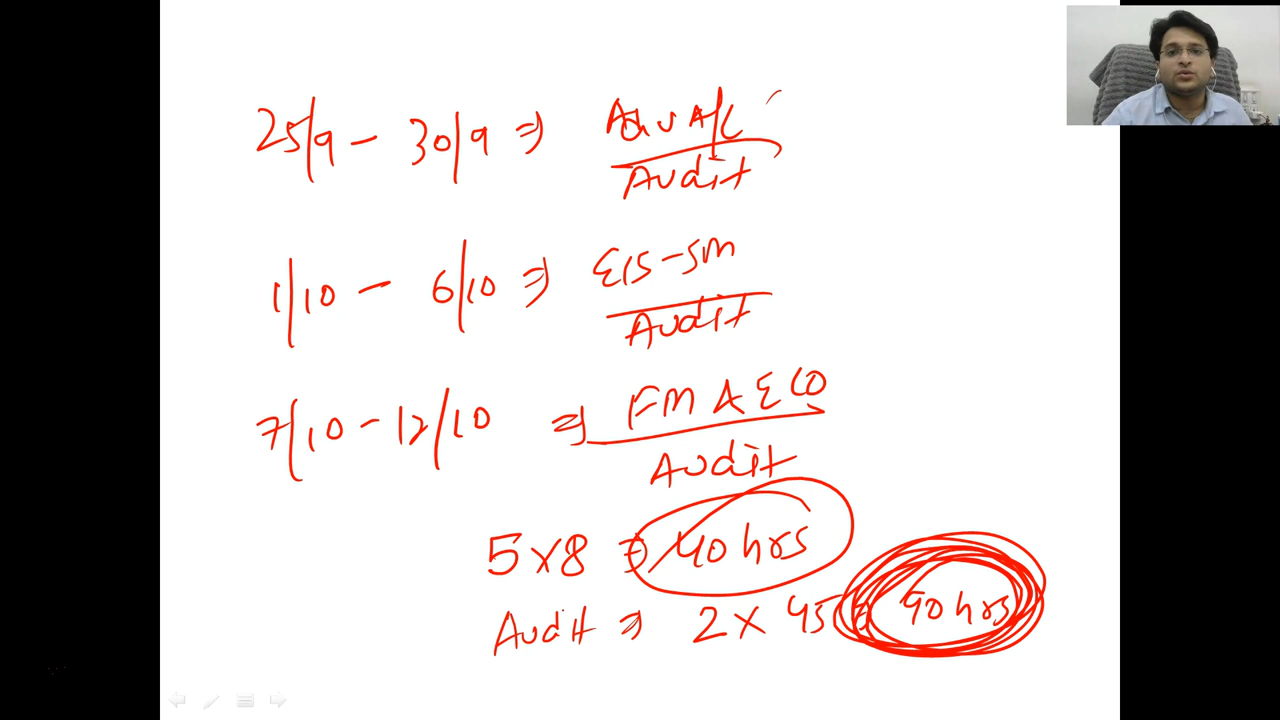 25/9 - 30/9 ⇒ Adv A/C
Audit
1/10 - 6/10 ⇒ EIS-SM
Audit
7/10 - 12/10 ⇒ FM & ECO
Audit
5x8 ⇒ 40 hrs
Audit ⇒ 2 x 45 ⇒ 90 hrs